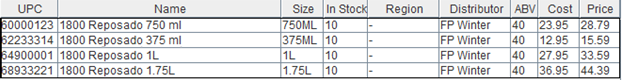 UPC Name Size In Stock Region Distributor ABV Cost Price
60000123 1800 Reposado 750 ml 750ML 10 - FP Winter 40 23.95 28.79
62233314 1800 Reposado 375 ml 375ML 10 - FP Winter 40 12.95 15.59
64900001 1800 Reposado 1L 1L 10 - FP Winter 40 27.95 33.59
68933221 1800 Reposado 1.75L 1.75L 10 - FP Winter 40 36.95 44.39